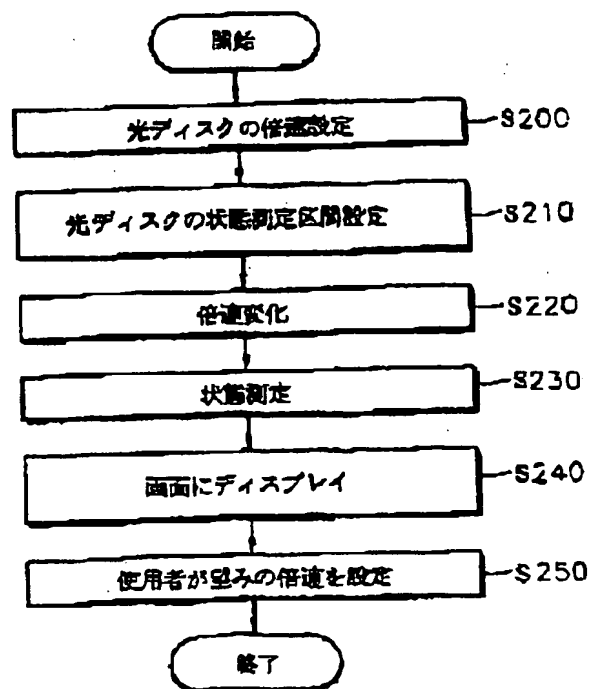 開始
光ディスクの倍速設定 S200
光ディスクの状態測定区間設定 S210
倍速変化 S220
状態測定 S230
画面にディスプレイ S240
使用者が望みの倍速を設定 S250
終了